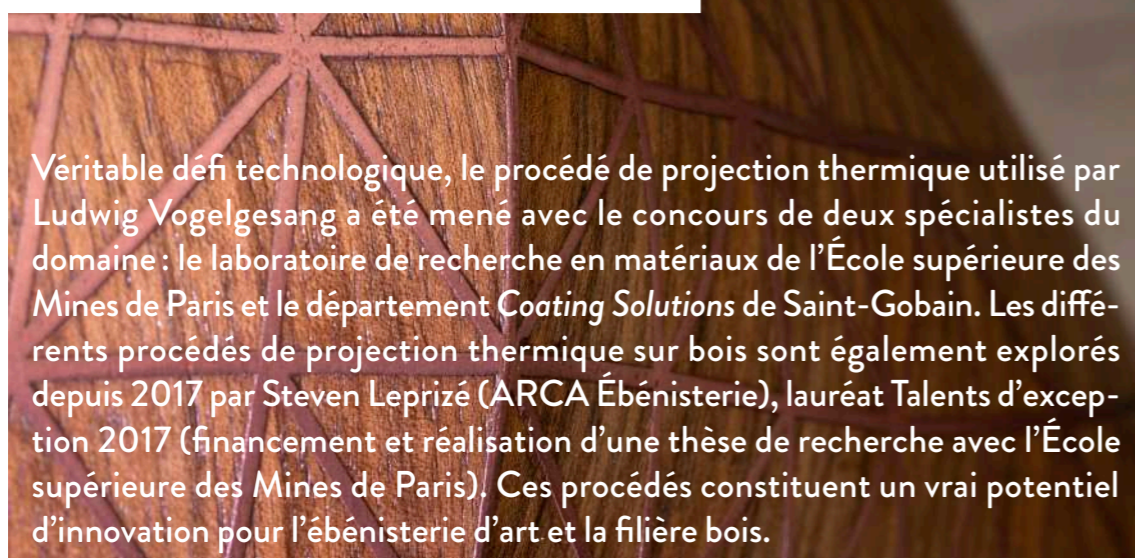 Véritable défi technologique, le procédé de projection thermique utilisé par
Ludwig Vogelgesang a été mené avec le concours de deux spécialistes du
domaine : le laboratoire de recherche en matériaux de l’École supérieure des
Mines de Paris et le département Coating Solutions de Saint-Gobain. Les diffé-
rents procédés de projection thermique sur bois sont également explorés
depuis 2017 par Steven Leprizé (ARCA Ébénisterie), lauréat Talents d’excep-
tion 2017 (financement et réalisation d’une thèse de recherche avec l’École
supérieure des Mines de Paris). Ces procédés constituent un vrai potentiel
d’innovation pour l’ébénisterie d’art et la filière bois.